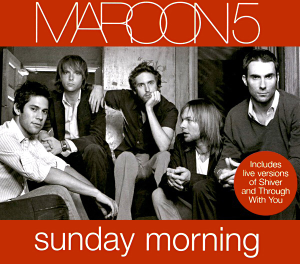 MAROON5
Includes
live versions
of Shiver
and Through
With You
sunday morning